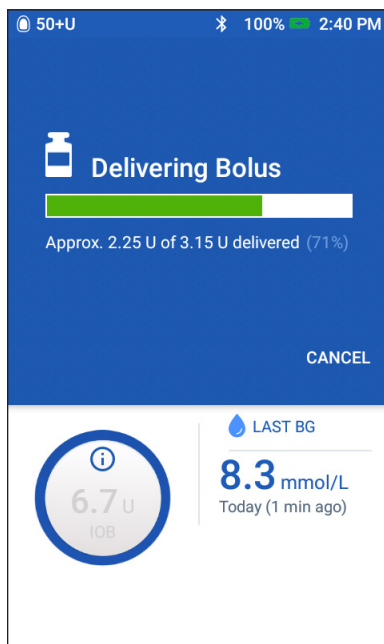 50+U 100% 2:40 PM
Delivering Bolus
Approx. 2.25 U of 3.15 U delivered (71%)
CANCEL
LAST BG
8.3 mmol/L
Today (1 min ago)
i
6.7 U
IOB